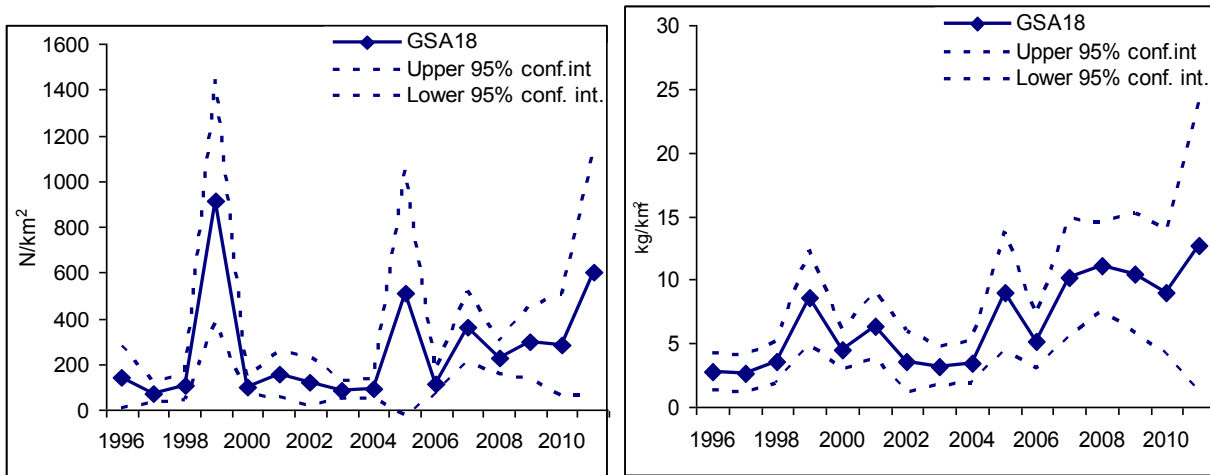 1600
1400
1200
1000
800
600
400
200
0
N/km²
GSA18
Upper 95% conf.int
Lower 95% conf. int.
1996 1998 2000 2002 2004 2006 2008 2010
30
25
20
15
10
5
0
kg/km²
GSA18
Upper 95% conf.int
Lower 95% conf. int.
1996 1998 2000 2002 2004 2006 2008 2010